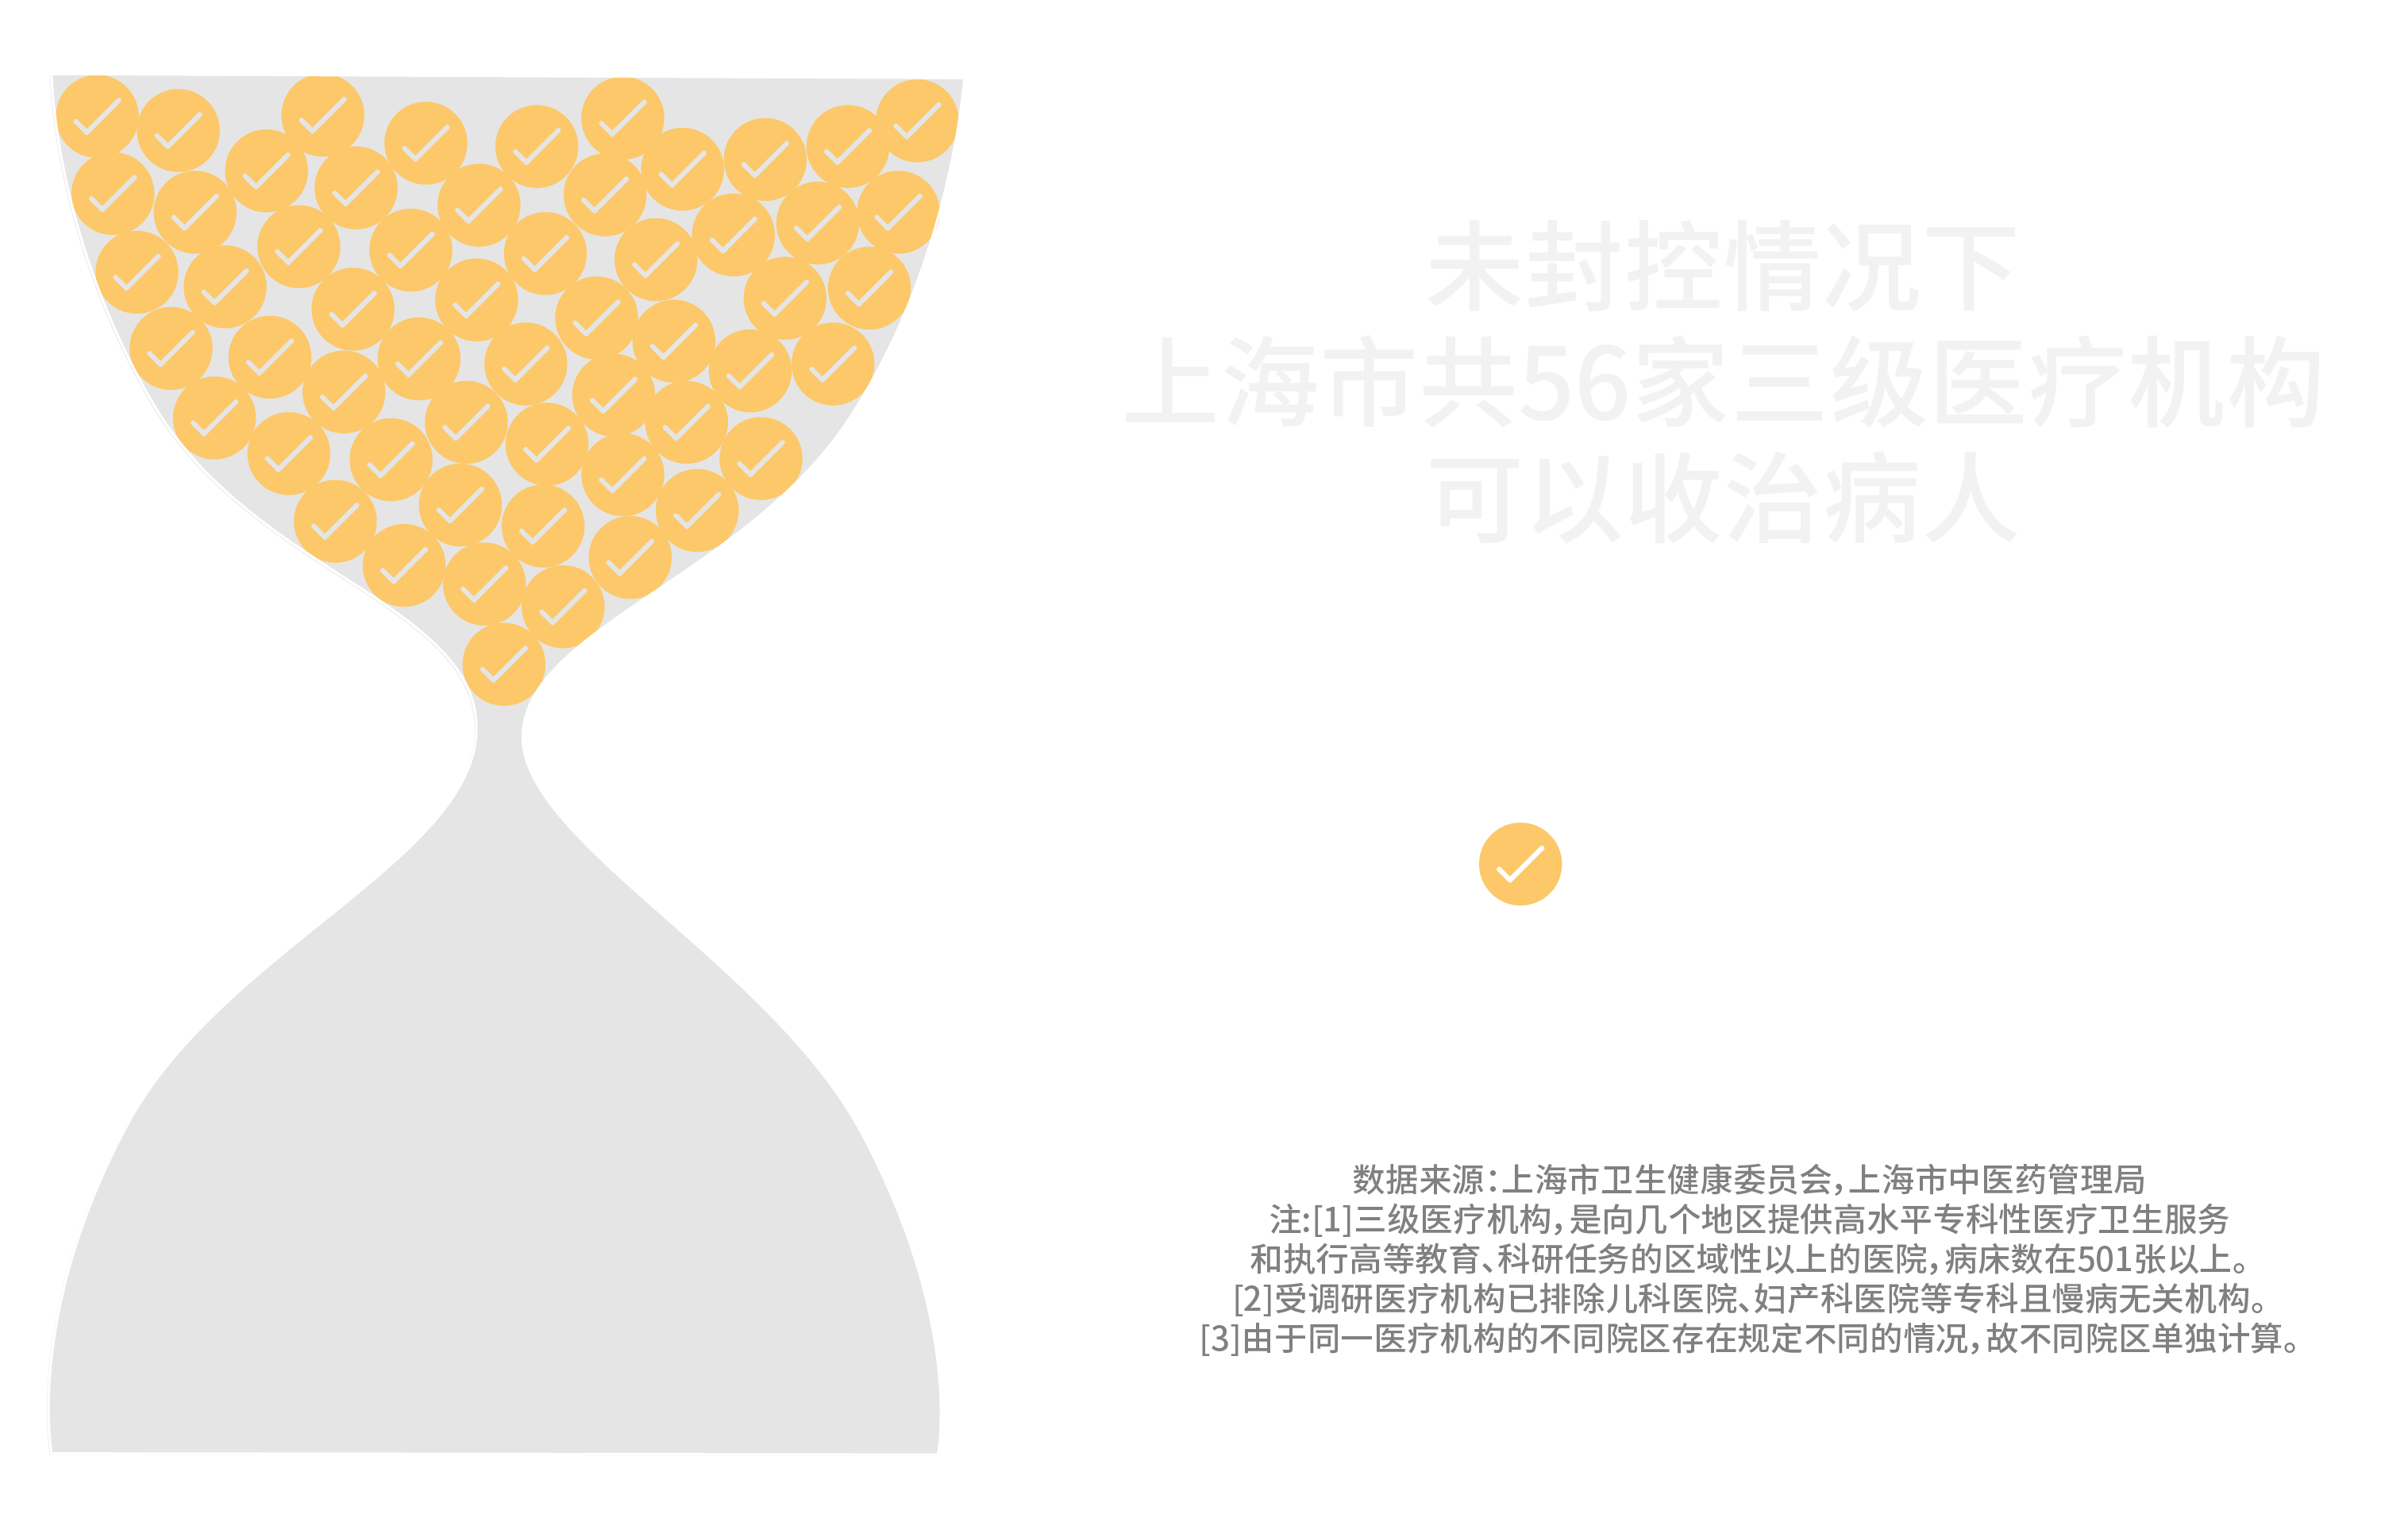 未封控情况下
上海市共56家三级医疗机构
可以收治病人
数据来源：上海市卫生健康委员会，上海市中医药管理局
注：[1]三级医疗机构，是向几个地区提供高水平专科性医疗卫生服务
和执行高等教育、科研任务的区域性以上的医院，病床数在501张以上。
[2]受调研医疗机构已排除儿科医院、妇产科医院等专科且慢病无关机构。
[3]由于同一医疗机构的不同院区存在规定不同的情况，故不同院区单独计算。